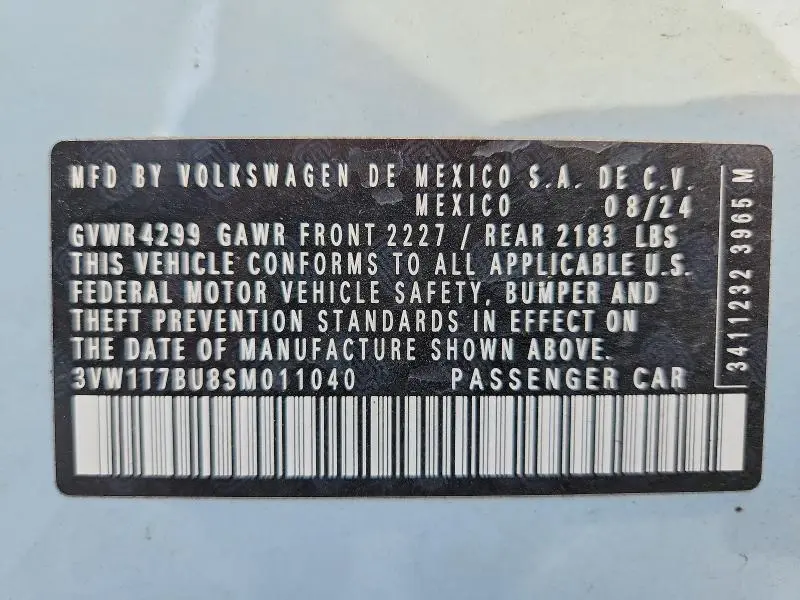 MFD BY VOLKSWAGEN DE MEXICO S.A. DE C.V.
MEXICO 08/24
GVWR 4299 GAWR FRONT 2227 / REAR 2183 LBS
THIS VEHICLE CONFORMS TO ALL APPLICABLE U.S.
FEDERAL MOTOR VEHICLE SAFETY, BUMPER AND
THEFT PREVENTION STANDARDS IN EFFECT ON
THE DATE OF MANUFACTURE SHOWN ABOVE.
3VW1T7BU8SM011040 PASSENGER CAR
3411232 3965 M